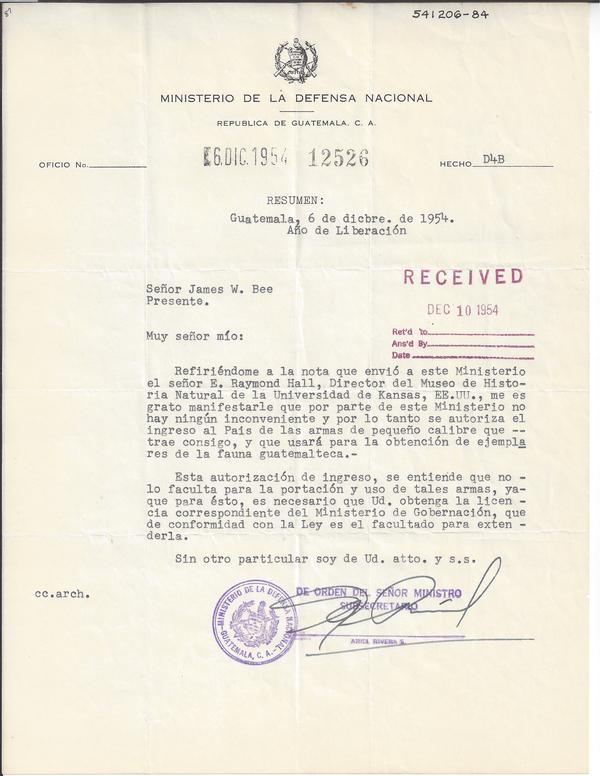 541206-84
MINISTERIO DE LA DEFENSA NACIONAL
REPUBLICA DE GUATEMALA. C. A.
OFICIO No.
6.DIC.1954 12526
HECHO D4B
RESUMEN:
Guatemala, 6 de dicbre. de 1954.
Año de Liberación
RECEIVED
DEC 10 1954
Ret'd to
Ans'd By
Date
Señor James W. Bee
Presente.
Muy señor mío:
Refiriéndome a la nota que envió a este Ministerio
el señor E. Raymond Hall, Director del Museo de Histo
ria Natural de la Universidad de Kansas, EE.UU., me es
grato manifestarle que por parte de este Ministerio no
hay ningún inconveniente y por lo tanto se autoriza el
ingreso al País de las armas de pequeño calibre que --
trae consigo, y que usará para la obtención de ejempla
res de la fauna guatemalteca.-
Esta autorización de ingreso, se entiende que no -
lo faculta para la portación y uso de tales armas, ya-
que para ésto, es necesario que Ud. obtenga la licen -
cia correspondiente del Ministerio de Gobernación, que
de conformidad con la Ley es el facultado para exten -
derla.
Sin otro particular soy de Ud. atto. y s.s.
cc.arch.
MINISTERIO DE LA DEFENSA NACIONAL
GUATEMALA, C. A.
DE ORDEN DEL SEÑOR MINISTRO
SUBSECRETARIO
ARIEL RIVERA S.